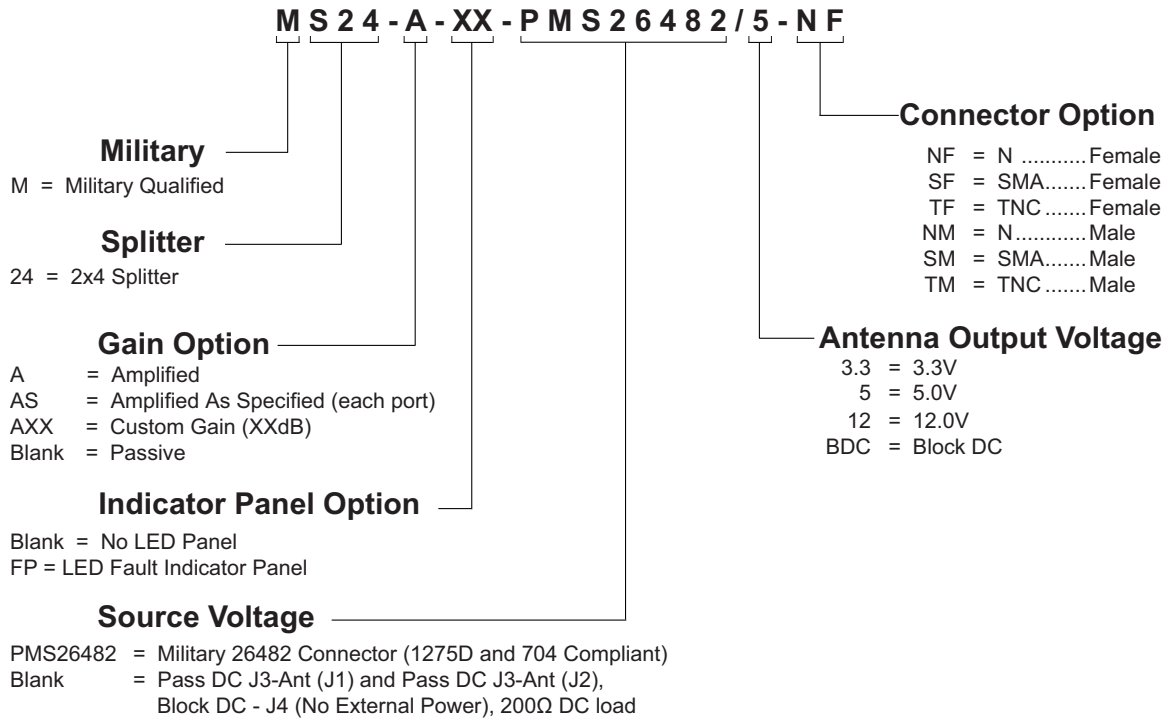 M S 2 4 - A - XX - P M S 2 6 4 8 2 / 5 - N F
Connector Option
NF = N ........... Female
SF = SMA....... Female
TF = TNC ....... Female
NM = N............ Male
SM = SMA....... Male
TM = TNC ....... Male
Military
M = Military Qualified
Splitter
24 = 2x4 Splitter
Gain Option
A = Amplified
AS = Amplified As Specified (each port)
AXX = Custom Gain (XXdB)
Blank = Passive
Antenna Output Voltage
3.3 = 3.3V
5 = 5.0V
12 = 12.0V
BDC = Block DC
Indicator Panel Option
Blank = No LED Panel
FP = LED Fault Indicator Panel
Source Voltage
PMS26482 = Military 26482 Connector (1275D and 704 Compliant)
Blank = Pass DC J3-Ant (J1) and Pass DC J3-Ant (J2),
Block DC - J4 (No External Power), 200Ω DC load